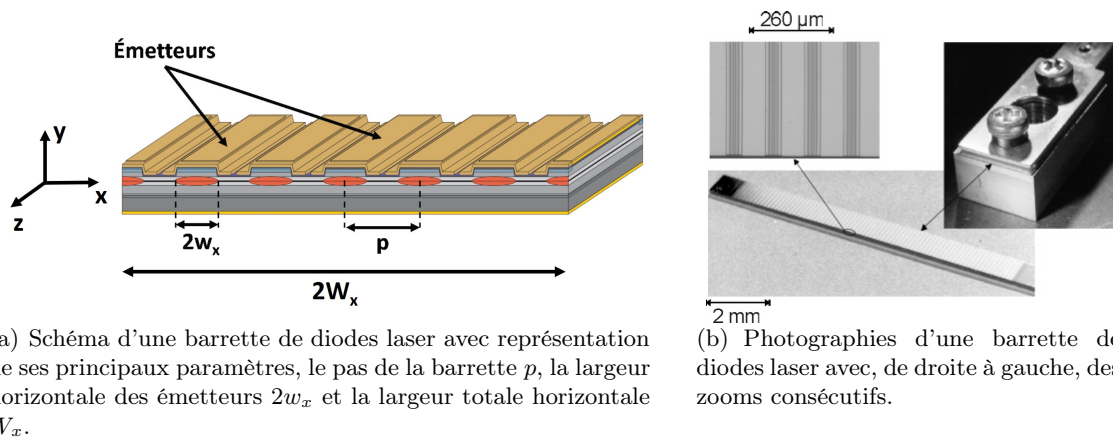 Émetteurs
y
x
z
2wₓ
p
2Wₓ
260 µm
2 mm
a) Schéma d'une barrette de diodes laser avec représentation
e ses principaux paramètres, le pas de la barrette p, la largeur
horizontale des émetteurs 2wₓ et la largeur totale horizontale
Wₓ.
(b) Photographies d'une barrette de
diodes laser avec, de droite à gauche, des
zooms consécutifs.